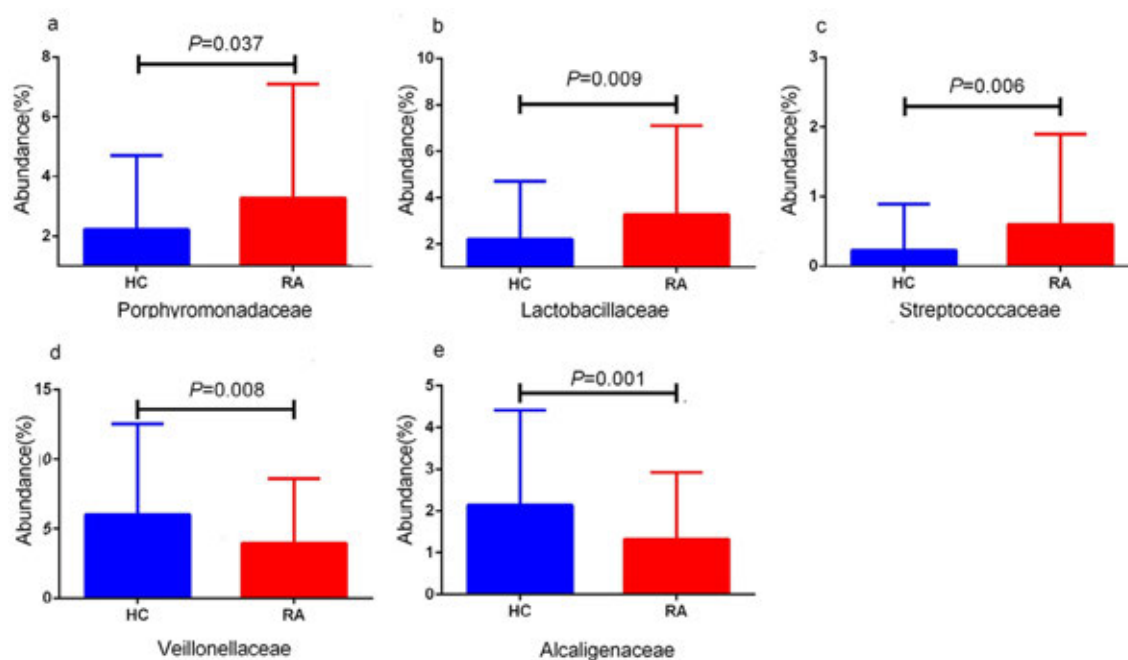 a
P=0.037
Abundance(%)
8
6
4
2
HC
RA
Porphyromonadaceae
b
P=0.009
Abundance(%)
10
8
6
4
2
HC
RA
Lactobacillaceae
c
P=0.006
Abundance(%)
3
2
1
0
HC
RA
Streptococcaceae
d
P=0.008
Abundance(%)
15
10
5
0
HC
RA
Veillonellaceae
e
P=0.001
Abundance(%)
5
4
3
2
1
0
HC
RA
Alcaligenaceae